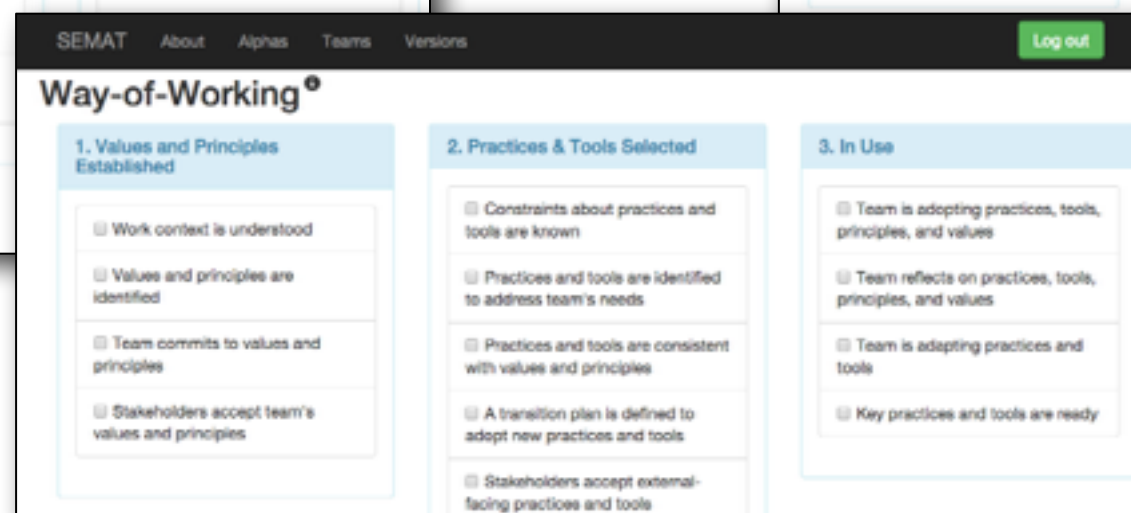 SEMAT About Alphas Teams Versions Log out
Way-of-Working
1. Values and Principles
Established
Work context is understood
Values and principles are
identified
Team commits to values and
principles
Stakeholders accept team's
values and principles
2. Practices & Tools Selected
Constraints about practices and
tools are known
Practices and tools are identified
to address team's needs
Practices and tools are consistent
with values and principles
A transition plan is defined to
adopt new practices and tools
Stakeholders accept external-
facing practices and tools
3. In Use
Team is adopting practices, tools,
principles, and values
Team reflects on practices, tools,
principles, and values
Team is adapting practices and
tools
Key practices and tools are ready